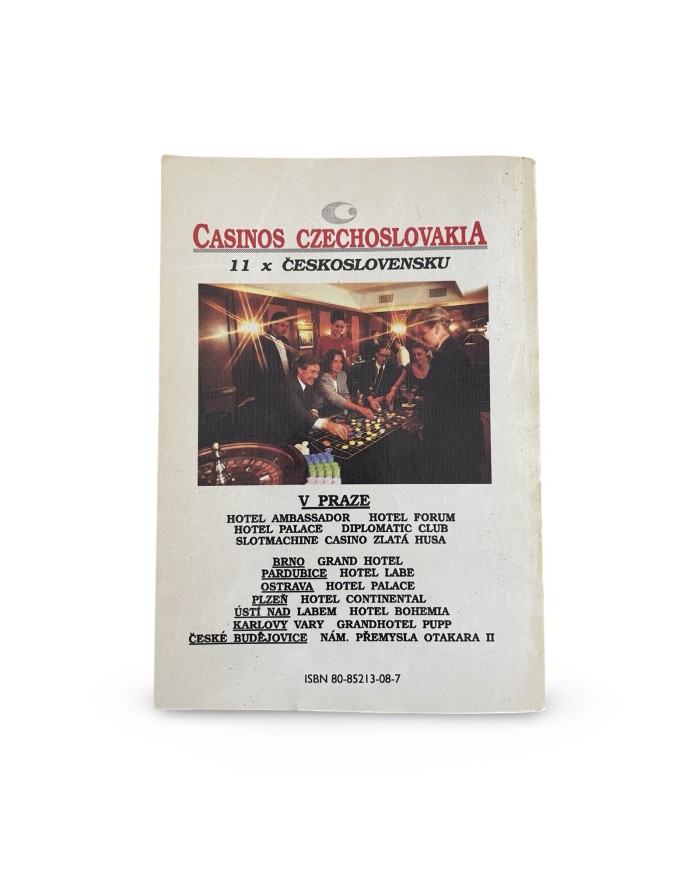 CASINOS CZECHOSLOVAKIA
11 x ČESKOSLOVENSKU
V PRAZE
HOTEL AMBASSADOR HOTEL FORUM
HOTEL PALACE DIPLOMATIC CLUB
SLOTMACHINE CASINO ZLATÁ HUSA
BRNO GRAND HOTEL
PARDUBICE HOTEL LABE
OSTRAVA HOTEL PALACE
PLZEŇ HOTEL CONTINENTAL
ÚSTÍ NAD LABEM HOTEL BOHEMIA
KARLOVY VARY GRANDHOTEL PUPP
ČESKÉ BUDĚJOVICE NÁM. PŘEMYSLA OTAKARA II
ISBN 80-85213-08-7